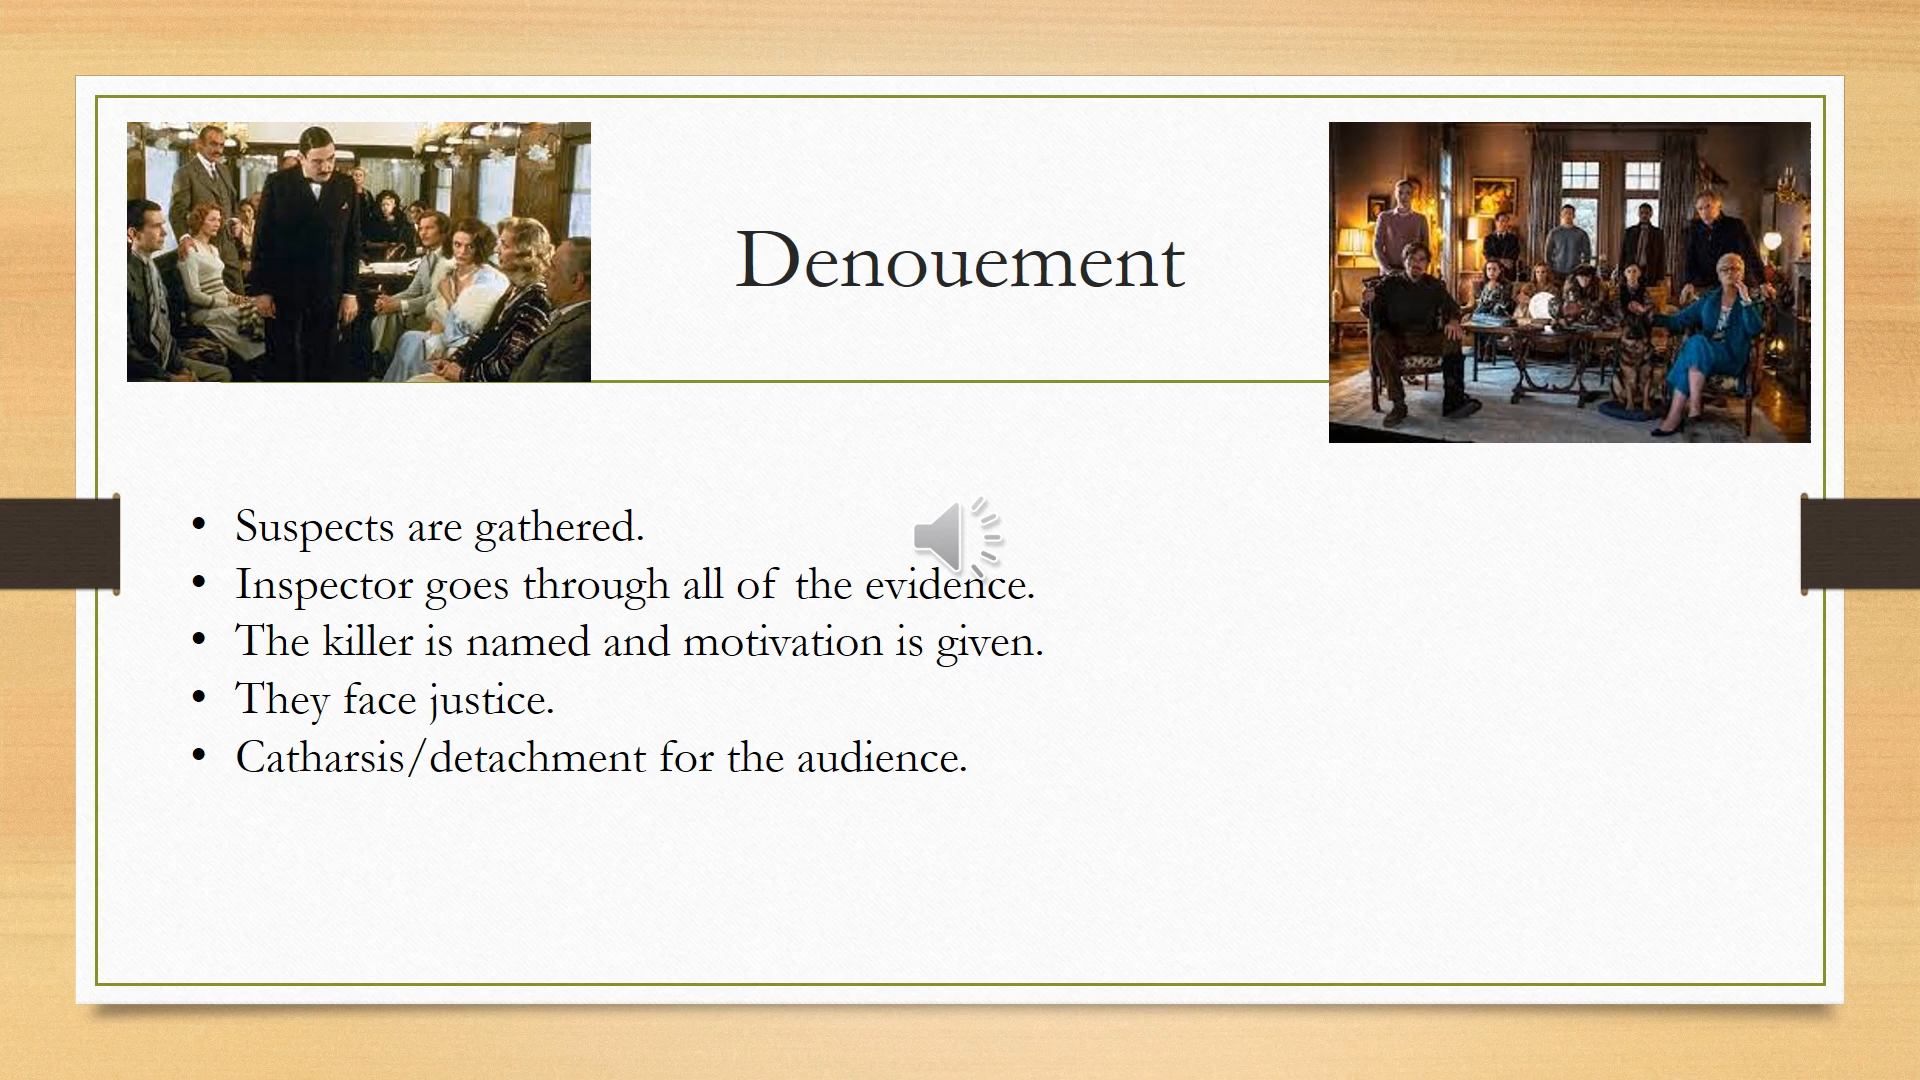 Denouement
• Suspects are gathered.
• Inspector goes through all of the evidence.
• The killer is named and motivation is given.
• They face justice.
• Catharsis/detachment for the audience.